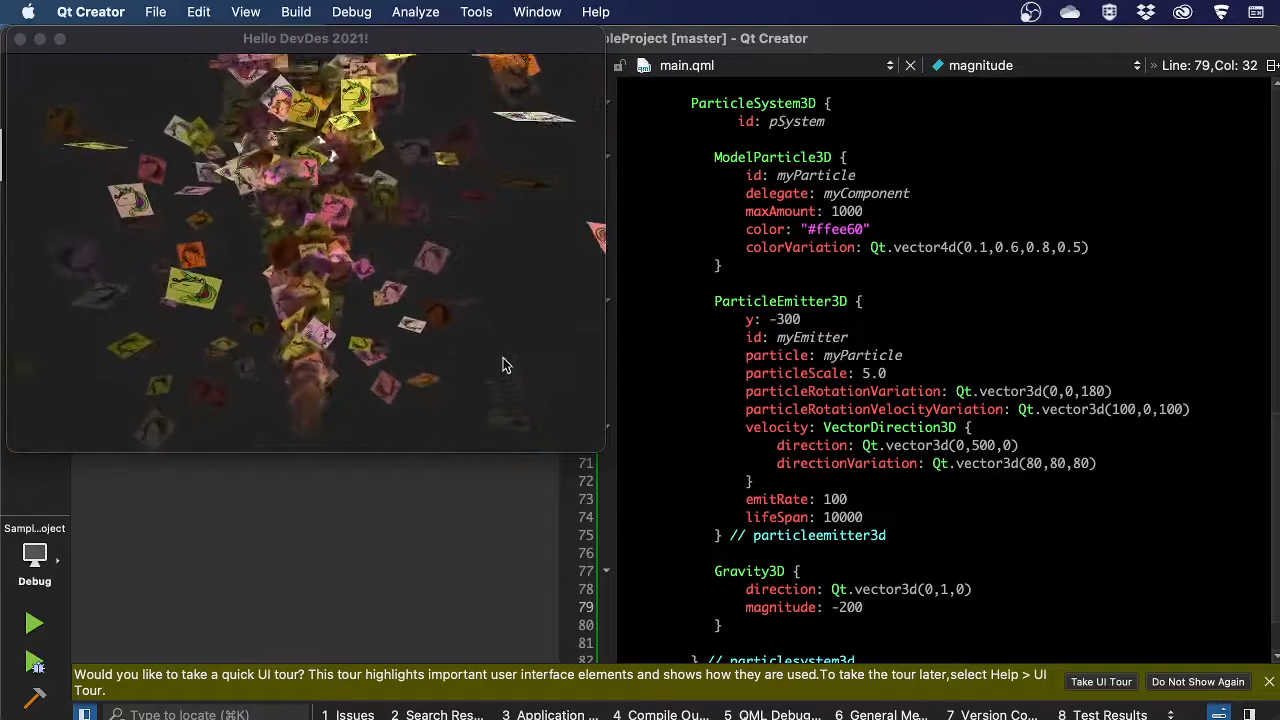 Qt Creator File Edit View Build Debug Analyze Tools Window Help
Hello DevDes 2021!
pleProject [master] - Qt Creator
main.qml
magnitude
Line: 79, Col: 32
ParticleSystem3D {
id: pSystem
ModelParticle3D {
id: myParticle
delegate: myComponent
maxAmount: 1000
color: "#ffee60"
colorVariation: Qt.vector4d(0.1,0.6,0.8,0.5)
}
ParticleEmitter3D {
y: -300
id: myEmitter
particle: myParticle
particleScale: 5.0
particleRotationVariation: Qt.vector3d(0,0,180)
particleRotationVelocityVariation: Qt.vector3d(100,0,100)
velocity: VectorDirection3D {
direction: Qt.vector3d(0,500,0)
71 directionVariation: Qt.vector3d(80,80,80)
72 }
73 emitRate: 100
74 lifeSpan: 10000
75 } // particleemitter3d
76
77 Gravity3D {
78 direction: Qt.vector3d(0,1,0)
79 magnitude: -200
80 }
81
82 } // particlesystem3d
Sampl...oject
Debug
Would you like to take a quick UI tour? This tour highlights important user interface elements and shows how they are used.To take the tour later,select Help > UI
Tour.
Take UI Tour
Do Not Show Again
Type to locate (⌘K)
1 Issues 2 Search Res... 3 Application ... 4 Compile Ou... 5 QML Debug... 6 General Me... 7 Version Co... 8 Test Results